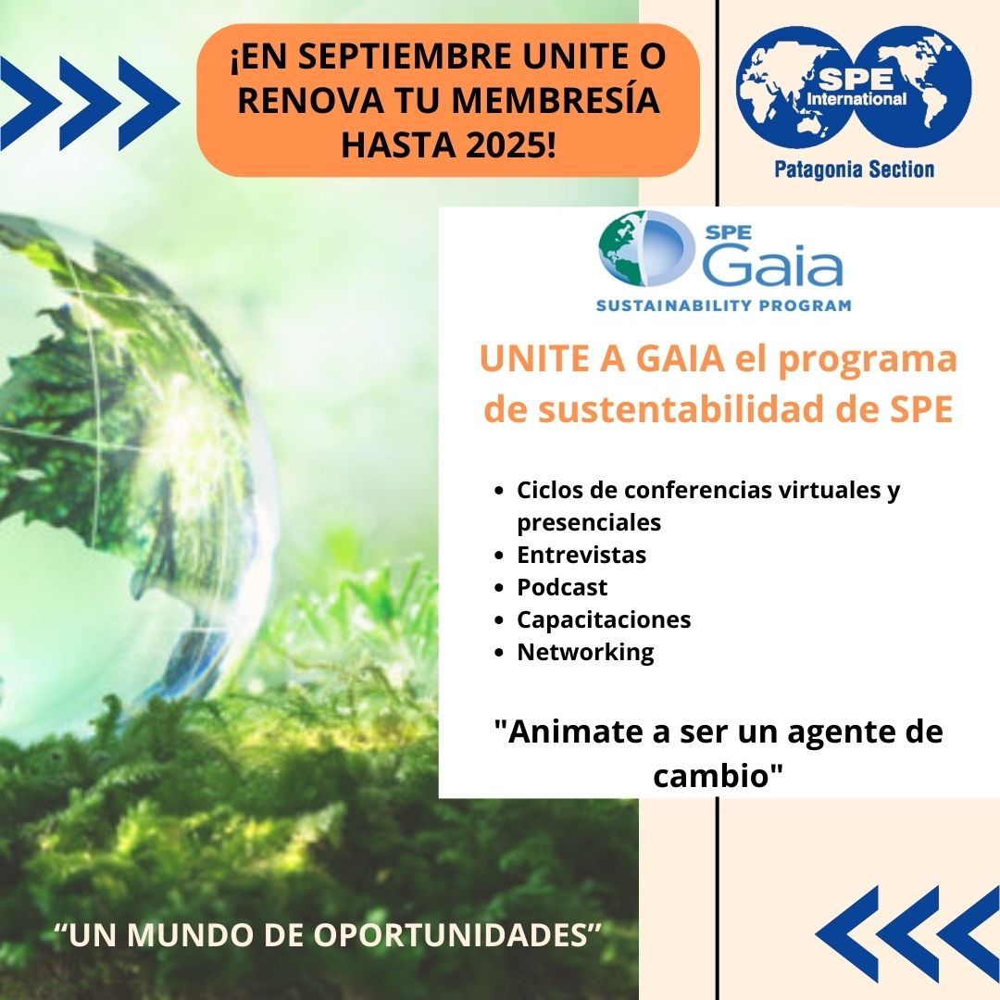 ¡EN SEPTIEMBRE UNITE O
RENOVA TU MEMBRESÍA
HASTA 2025!
SPE
International
Patagonia Section
SPE
Gaia
SUSTAINABILITY PROGRAM
UNITE A GAIA el programa
de sustentabilidad de SPE
• Ciclos de conferencias virtuales y
presenciales
• Entrevistas
• Podcast
• Capacitaciones
• Networking
"Animate a ser un agente de
cambio"
“UN MUNDO DE OPORTUNIDADES”